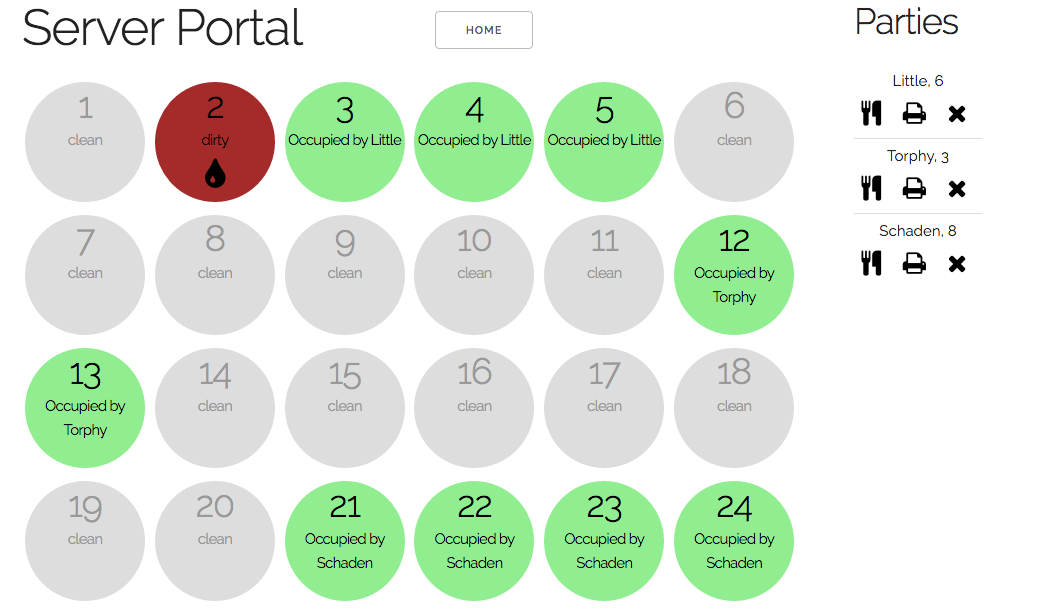 Server Portal
HOME
Parties
1
clean
2
dirty
3
Occupied by Little
4
Occupied by Little
5
Occupied by Little
6
clean
7
clean
8
clean
9
clean
10
clean
11
clean
12
Occupied by
Torphy
13
Occupied by
Torphy
14
clean
15
clean
16
clean
17
clean
18
clean
19
clean
20
clean
21
Occupied by
Schaden
22
Occupied by
Schaden
23
Occupied by
Schaden
24
Occupied by
Schaden
Little, 6
Torphy, 3
Schaden, 8